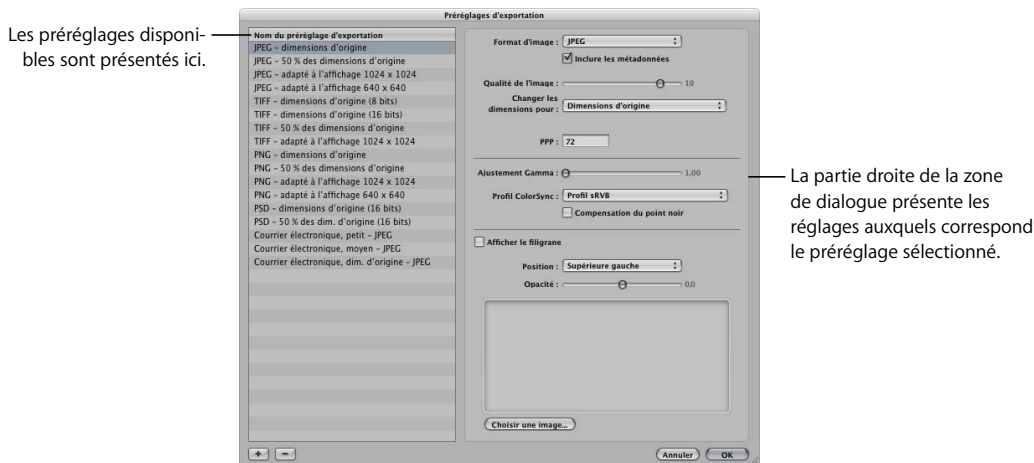 Préréglages d'exportation
Les préréglages disponi-
bles sont présentés ici.
Nom du préréglage d'exportation
JPEG – dimensions d'origine
JPEG – 50 % des dimensions d'origine
JPEG – adapté à l'affichage 1024 x 1024
JPEG – adapté à l'affichage 640 x 640
TIFF – dimensions d'origine (8 bits)
TIFF – dimensions d'origine (16 bits)
TIFF – 50 % des dimensions d'origine
TIFF – adapté à l'affichage 1024 x 1024
PNG – dimensions d'origine
PNG – 50 % des dimensions d'origine
PNG – adapté à l'affichage 1024 x 1024
PNG – adapté à l'affichage 640 x 640
PSD – dimensions d'origine (16 bits)
PSD – 50 % des dim. d'origine (16 bits)
Courrier électronique, petit – JPEG
Courrier électronique, moyen – JPEG
Courrier électronique, dim. d'origine – JPEG
Format d'image : JPEG
Inclure les métadonnées
Qualité de l'image : 10
Changer les
dimensions pour : Dimensions d'origine
PPP : 72
Ajustement Gamma : 1,00
Profil ColorSync : Profil sRVB
Compensation du point noir
Afficher le filigrane
Position : Supérieure gauche
Opacité : 0,0
Choisir une image...
Annuler OK
La partie droite de la zone
de dialogue présente les
réglages auxquels correspond
le préréglage sélectionné.